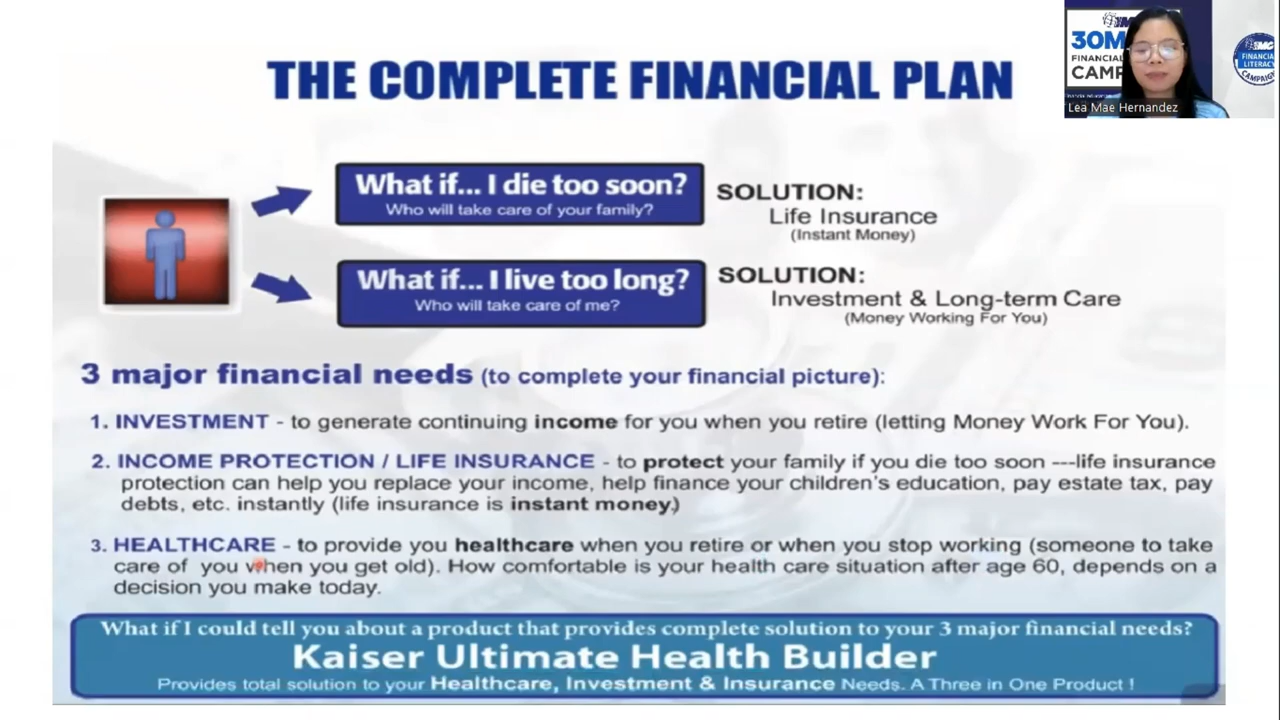 THE COMPLETE FINANCIAL PLAN
IMG
30M
FINANCIAL
CAMP
Lea Mae Hernandez
IMG
FINANCIAL
LITERACY
CAMPAIGN
What if... I die too soon?
Who will take care of your family?
SOLUTION:
Life Insurance
(Instant Money)
What if... I live too long?
Who will take care of me?
SOLUTION:
Investment & Long-term Care
(Money Working For You)
3 major financial needs (to complete your financial picture):
1. INVESTMENT - to generate continuing income for you when you retire (letting Money Work For You).
2. INCOME PROTECTION / LIFE INSURANCE - to protect your family if you die too soon ---life insurance
protection can help you replace your income, help finance your children's education, pay estate tax, pay
debts, etc. instantly (life insurance is instant money.)
3. HEALTHCARE - to provide you healthcare when you retire or when you stop working (someone to take
care of you when you get old). How comfortable is your health care situation after age 60, depends on a
decision you make today.
What if I could tell you about a product that provides complete solution to your 3 major financial needs?
Kaiser Ultimate Health Builder
Provides total solution to your Healthcare, Investment & Insurance Needs. A Three in One Product !